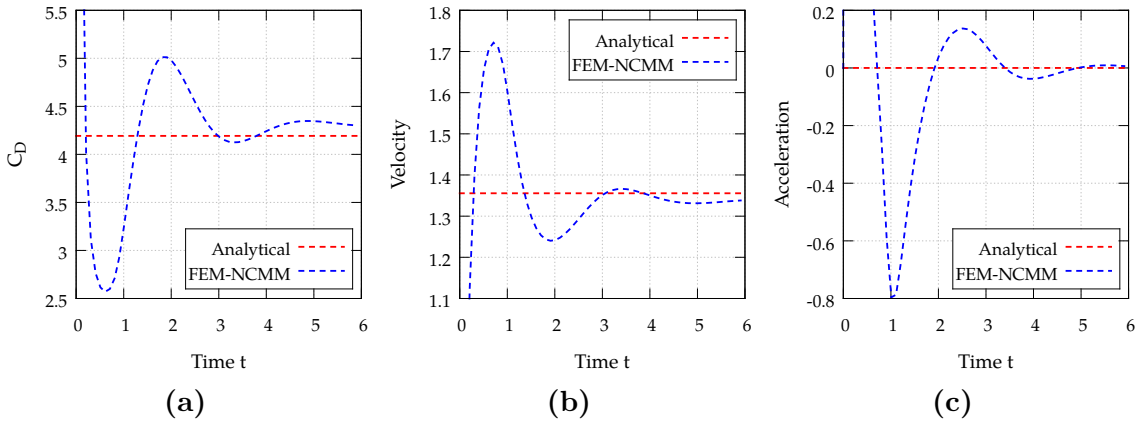 5.5
5
4.5
4
3.5
3
2.5
C_D
Analytical
FEM-NCMM
0 1 2 3 4 5 6
Time t
(a)
1.7
1.6
1.5
1.4
1.3
1.2
1.1
Velocity
Analytical
FEM-NCMM
0 1 2 3 4 5 6
Time t
(b)
0.2
0
-0.2
-0.4
-0.6
-0.8
Acceleration
Analytical
FEM-NCMM
0 1 2 3 4 5 6
Time t
(c)